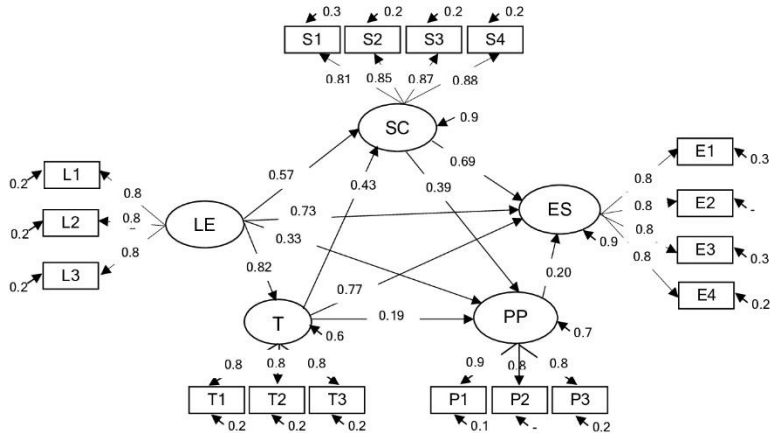 0.3 0.2 0.2 0.2
S1 S2 S3 S4
0.81 0.85 0.87 0.88
SC 0.9
0.57 0.43 0.39 0.69
L1 0.2 0.8
L2 0.2 0.8 -
L3 0.2 0.8
LE
0.73
0.33
0.82
0.77
0.19
0.20
ES 0.9
E1 0.8 0.3
E2 0.8 -
E3 0.8 0.3
E4 0.8 0.2
T 0.6
PP 0.7
0.8 0.8 0.8
T1 T2 T3
0.2 0.2 0.2
0.9 0.8 0.8
P1 P2 P3
0.1 - 0.2